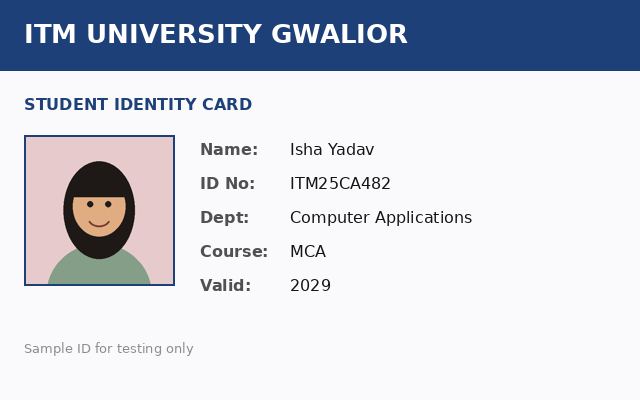 ITM UNIVERSITY GWALIOR
STUDENT IDENTITY CARD
Name: Isha Yadav
ID No: ITM25CA482
Dept: Computer Applications
Course: MCA
Valid: 2029
Sample ID for testing only